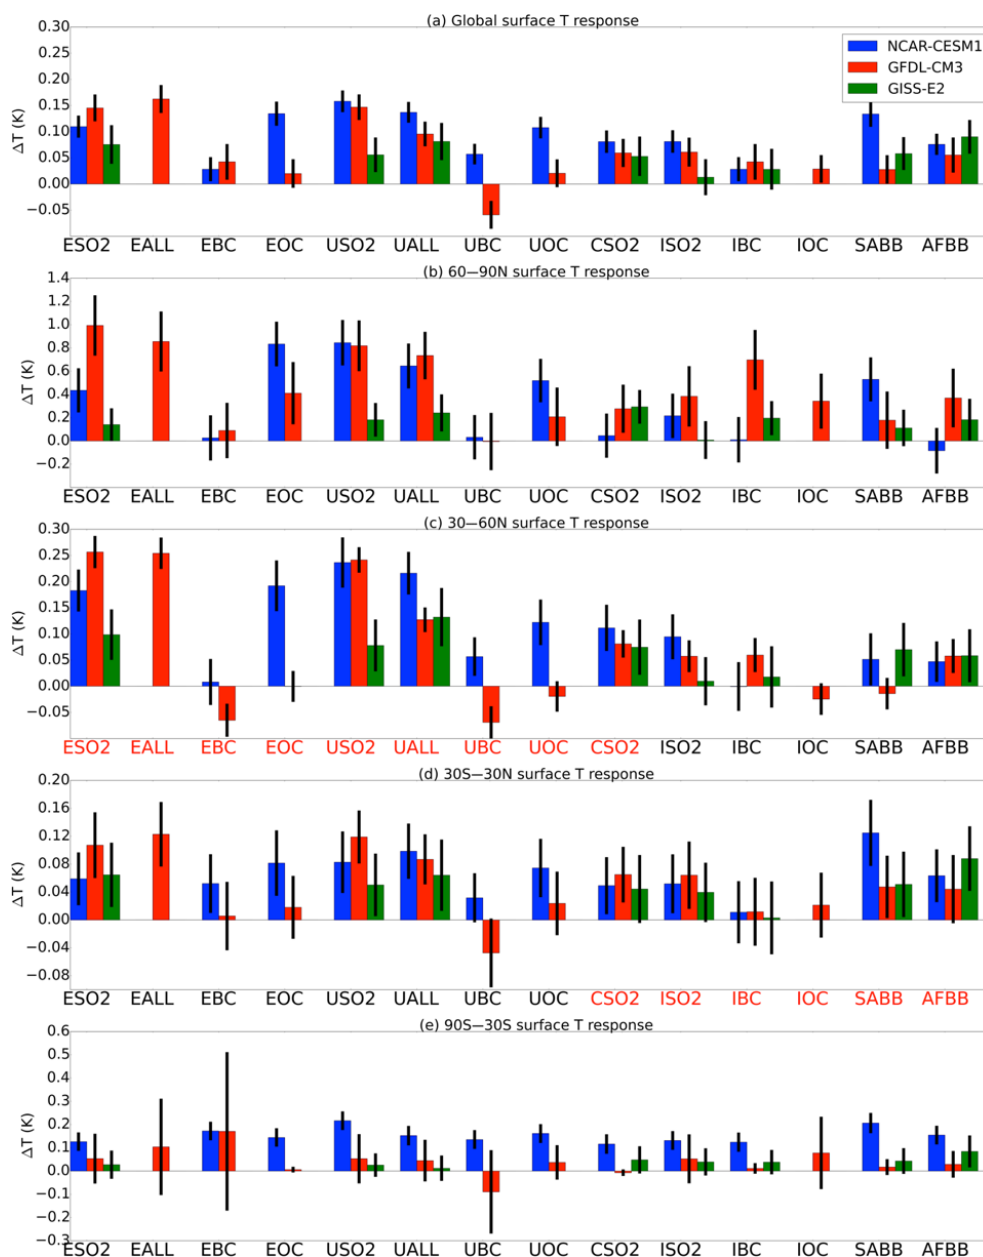 (a) Global surface T response
0.30
0.25
0.20
0.15
0.10
0.05
0.00
−0.05
ΔT (K)
NCAR-CESM1
GFDL-CM3
GISS-E2
ESO2 EALL EBC EOC USO2 UALL UBC UOC CSO2 ISO2 IBC IOC SABB AFBB
(b) 60−90N surface T response
1.4
1.2
1.0
0.8
0.6
0.4
0.2
0.0
−0.2
ΔT (K)
ESO2 EALL EBC EOC USO2 UALL UBC UOC CSO2 ISO2 IBC IOC SABB AFBB
(c) 30−60N surface T response
0.30
0.25
0.20
0.15
0.10
0.05
0.00
−0.05
ΔT (K)
ESO2 EALL EBC EOC USO2 UALL UBC UOC CSO2 ISO2 IBC IOC SABB AFBB
(d) 30S−30N surface T response
0.20
0.16
0.12
0.08
0.04
0.00
−0.04
−0.08
ΔT (K)
ESO2 EALL EBC EOC USO2 UALL UBC UOC CSO2 ISO2 IBC IOC SABB AFBB
(e) 90S−30S surface T response
0.6
0.5
0.4
0.3
0.2
0.1
0.0
−0.1
−0.2
−0.3
ΔT (K)
ESO2 EALL EBC EOC USO2 UALL UBC UOC CSO2 ISO2 IBC IOC SABB AFBB